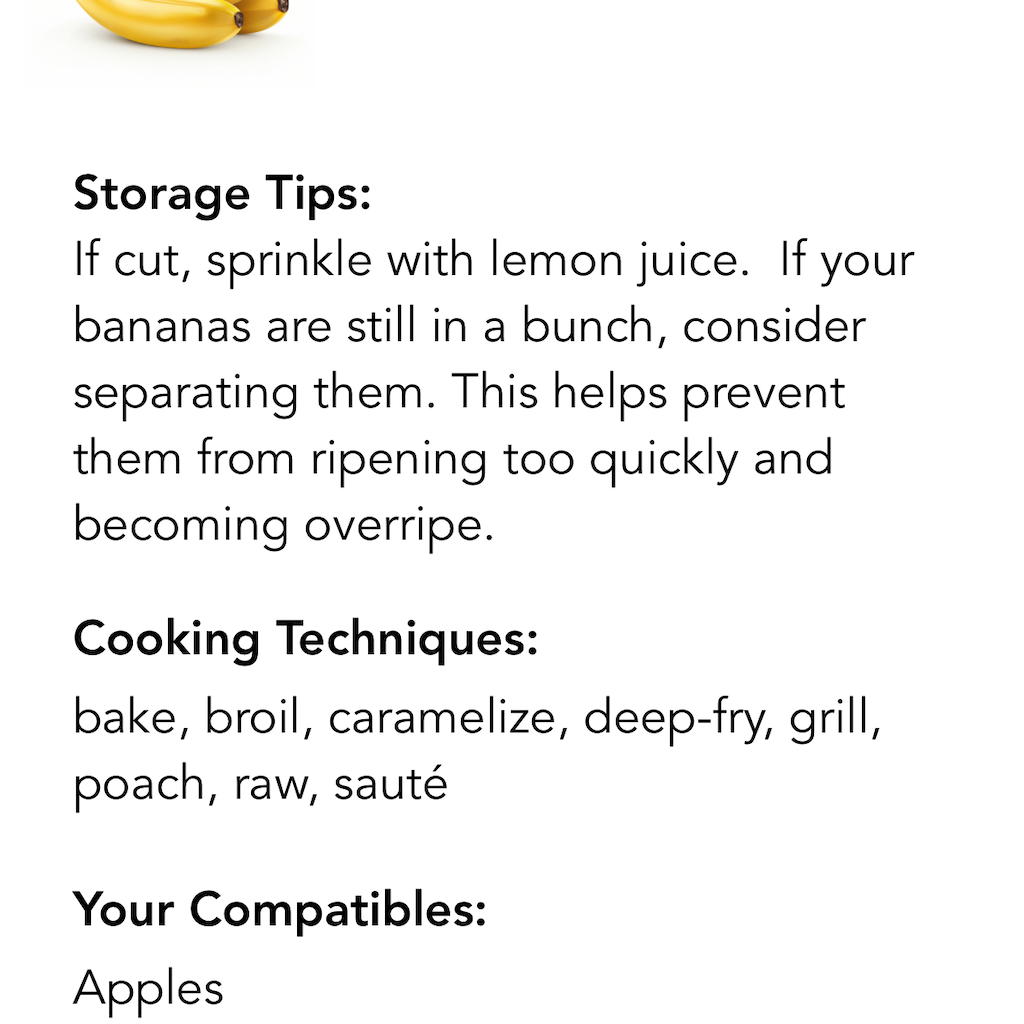 Storage Tips:
If cut, sprinkle with lemon juice.  If your
bananas are still in a bunch, consider
separating them. This helps prevent
them from ripening too quickly and
becoming overripe.
Cooking Techniques:
bake, broil, caramelize, deep-fry, grill,
poach, raw, sauté
Your Compatibles:
Apples